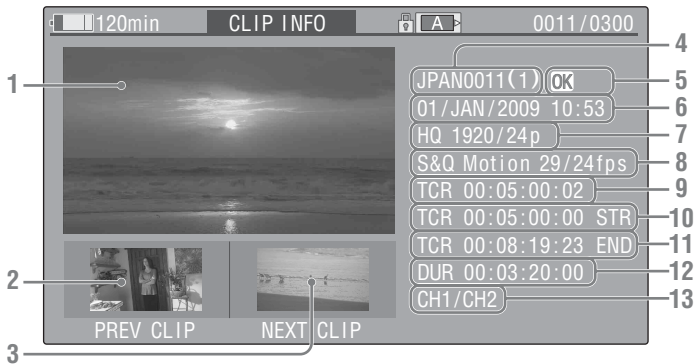 120min CLIP INFO A 0011/0300
1
4
JPAN0011(1) OK 5
01/JAN/2009 10:53 6
HQ 1920/24p 7
S&Q Motion 29/24fps 8
TCR 00:05:00:02 9
TCR 00:05:00:00 STR 10
TCR 00:08:19:23 END 11
2
DUR 00:03:20:00 12
CH1/CH2 13
PREV CLIP NEXT CLIP
3